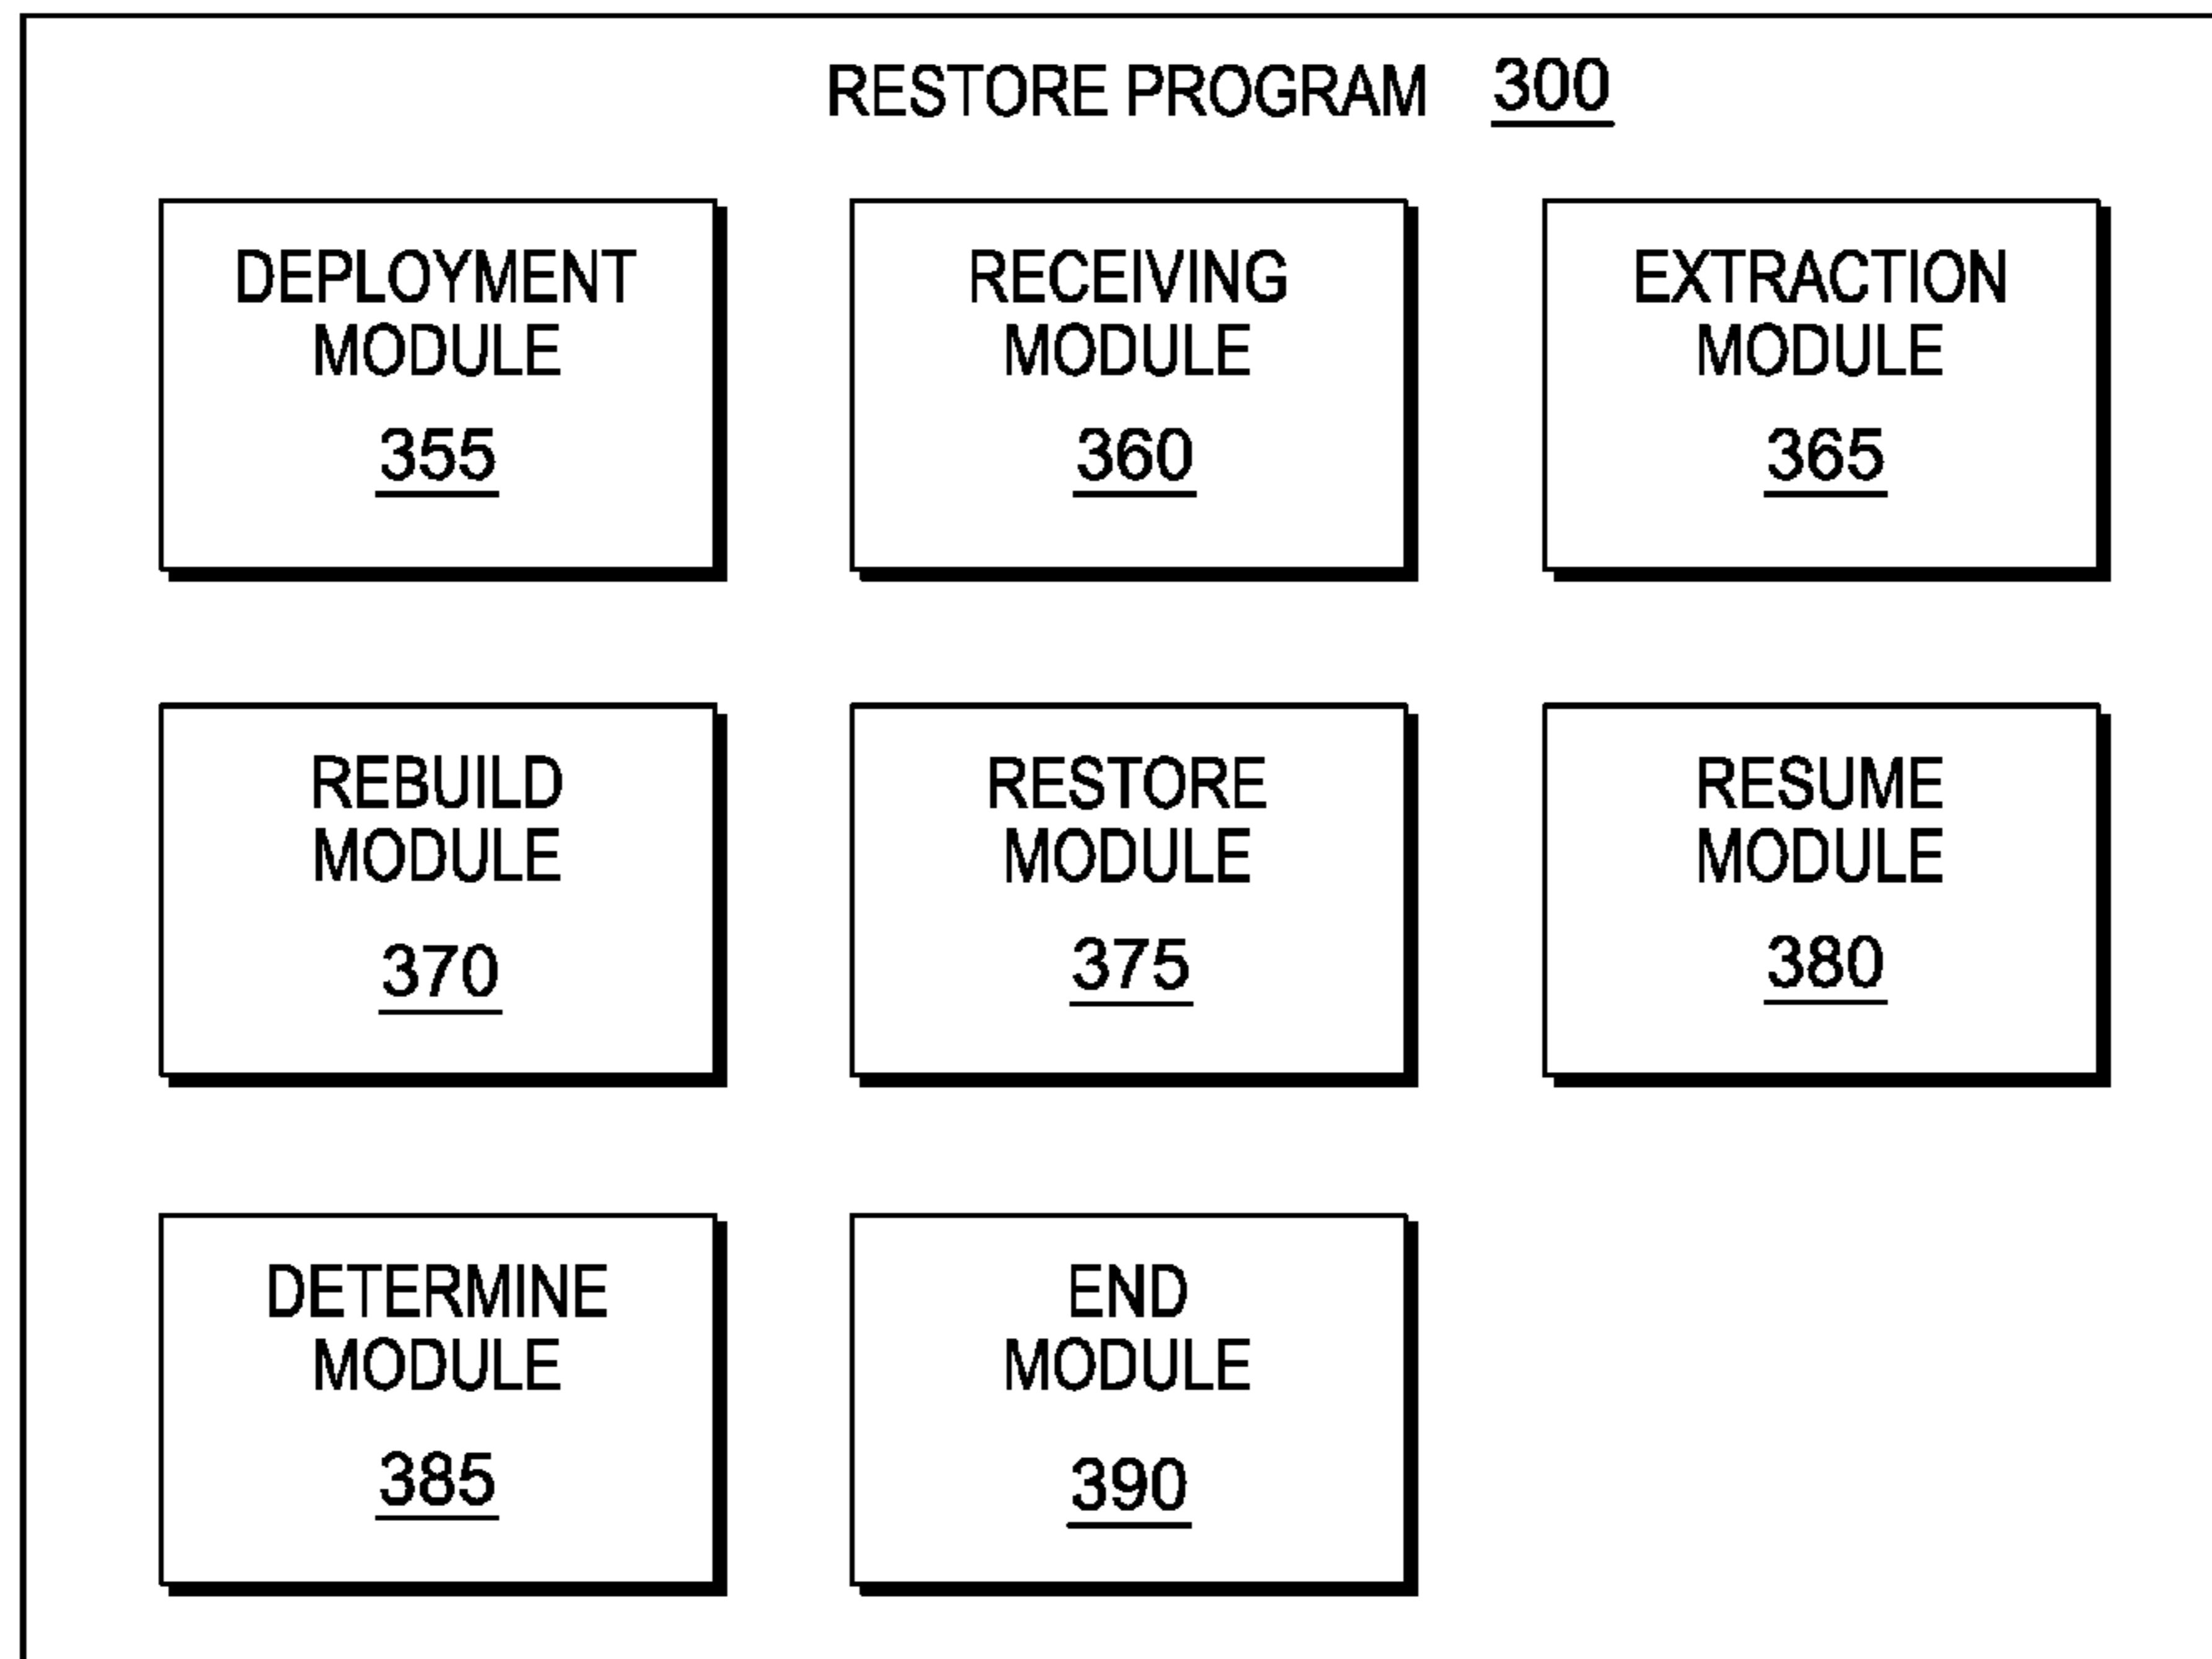 RESTORE PROGRAM 300
DEPLOYMENT
MODULE
355
RECEIVING
MODULE
360
EXTRACTION
MODULE
365
REBUILD
MODULE
370
RESTORE
MODULE
375
RESUME
MODULE
380
DETERMINE
MODULE
385
END
MODULE
390